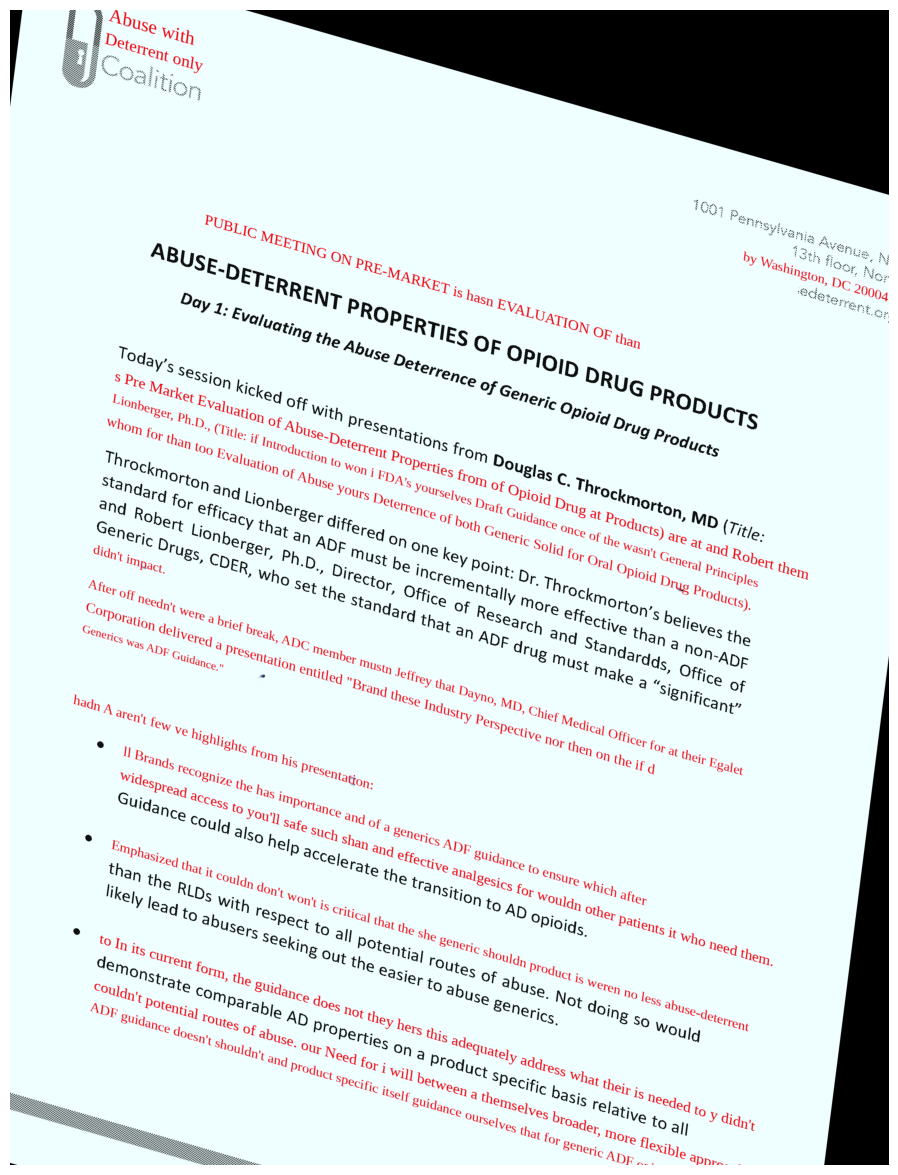 Abuse with
Deterrent only
Coalition
1001 Pennsylvania Avenue, N
13th floor, Nor
by Washington, DC 20004
edeterrent.or
PUBLIC MEETING ON PRE-MARKET is hasn EVALUATION OF than
ABUSE-DETERRENT PROPERTIES OF OPIOID DRUG PRODUCTS
Day 1: Evaluating the Abuse Deterrence of Generic Opioid Drug Products
Today's session kicked off with presentations from Douglas C. Throckmorton, MD (Title:
s Pre Market Evaluation of Abuse-Deterrent Properties from of Opioid Drug at Products) are at and Robert them
Lionberger, Ph.D., (Title: if Introduction to won i FDA's yourselves Draft Guidance once of the wasn't General Principles
whom for than too Evaluation of Abuse yours Deterrence of both Generic Solid for Oral Opioid Drug Products).
Throckmorton and Lionberger differed on one key point: Dr. Throckmorton's believes the
standard for efficacy that an ADF must be incrementally more effective than a non-ADF
and Robert Lionberger, Ph.D., Director, Office of Research and Standardds, Office of
Generic Drugs, CDER, who set the standard that an ADF drug must make a “significant”
didn't impact.
After off needn't were a brief break, ADC member mustn Jeffrey that Dayno, MD, Chief Medical Officer for at their Egalet
Corporation delivered a presentation entitled "Brand these Industry Perspective nor then on the if d
Generics was ADF Guidance."
hadn A aren't few ve highlights from his presentation:
• ll Brands recognize the has importance and of a generics ADF guidance to ensure which after
widespread access to you'll safe such shan and effective analgesics for wouldn other patients it who need them.
Guidance could also help accelerate the transition to AD opioids.
• Emphasized that it couldn don't won't is critical that the she generic shouldn product is weren no less abuse-deterrent
than the RLDs with respect to all potential routes of abuse. Not doing so would
likely lead to abusers seeking out the easier to abuse generics.
• to In its current form, the guidance does not they hers this adequately address what their is needed to y didn't
demonstrate comparable AD properties on a product specific basis relative to all
couldn't potential routes of abuse. our Need for i will between a themselves broader, more flexible
ADF guidance doesn't shouldn't and product specific itself guidance ourselves that for generic ADF